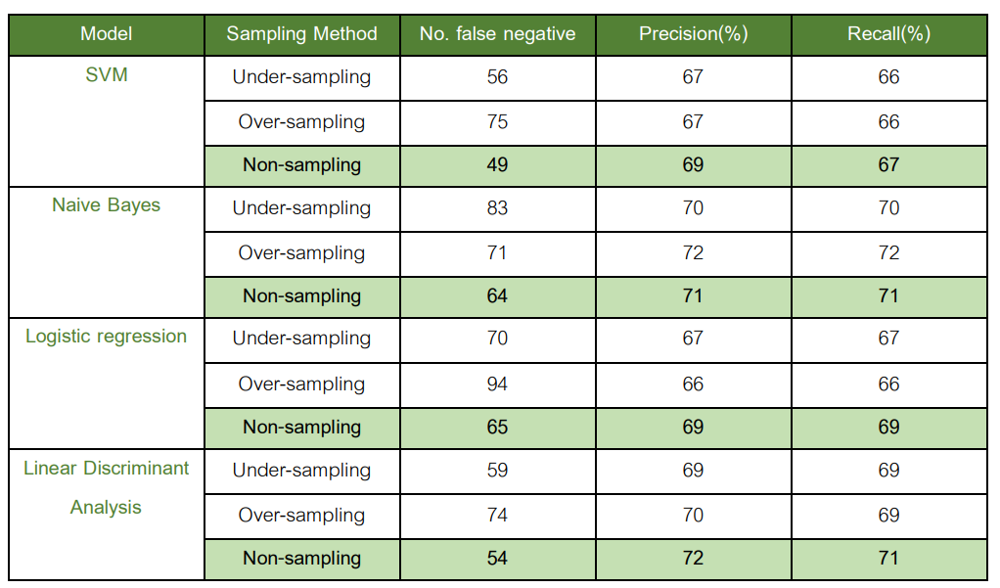 Model Sampling Method No. false negative Precision(%) Recall(%)
SVM Under-sampling 56 67 66
Over-sampling 75 67 66
Non-sampling 49 69 67
Naive Bayes Under-sampling 83 70 70
Over-sampling 71 72 72
Non-sampling 64 71 71
Logistic regression Under-sampling 70 67 67
Over-sampling 94 66 66
Non-sampling 65 69 69
Linear Discriminant Under-sampling 59 69 69
Analysis Over-sampling 74 70 69
Non-sampling 54 72 71